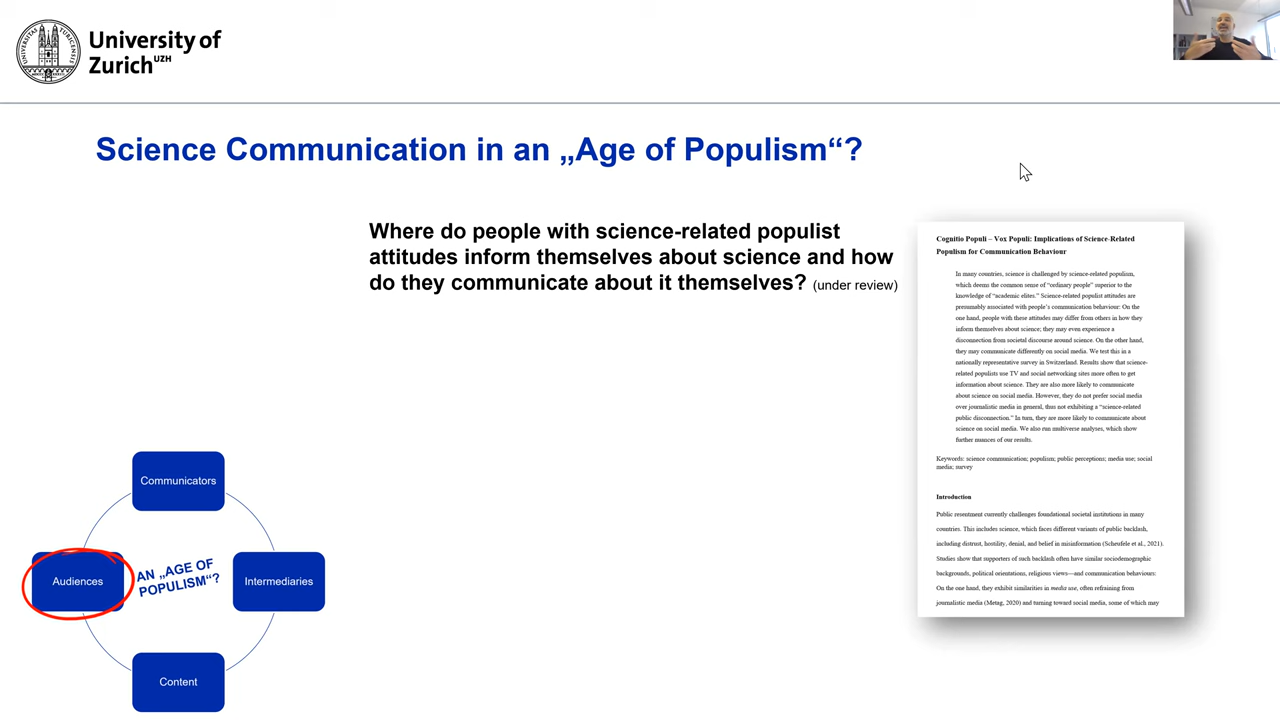 University of
Zurich UZH
Science Communication in an „Age of Populism“?
Where do people with science-related populist
attitudes inform themselves about science and how
do they communicate about it themselves? (under review)
Cognitio Populi – Vox Populi: Implications of Science-Related
Populism for Communication Behaviour
In many countries, science is challenged by science-related populism,
which deems the common sense of “ordinary people” superior to the
knowledge of “academic elites.” Science-related populist attitudes are
presumably associated with people’s communication behaviour: On the
one hand, people with these attitudes may differ from others in how they
inform themselves about science; they may even experience a
disconnection from societal discourse around science. On the other hand,
they may communicate differently on social media. We test this in a
nationally representative survey in Switzerland. Results show that science-
related populists use TV and social networking sites more often to get
information about science. They are also more likely to communicate
about science on social media. However, they do not prefer social media
over journalistic media in general, thus not exhibiting a “science-related
public disconnection.” In turn, they are more likely to communicate about
science on social media. We also run multiverse analyses, which show
further nuances of our results.
Keywords: science communication; populism; public perceptions; media use; social
media; survey
Introduction
Public resentment currently challenges foundational societal institutions in many
countries. This includes science, which faces different variants of public backlash,
including distrust, hostility, denial, and belief in misinformation (Scheufele et al., 2021).
Studies show that supporters of such backlash often have similar sociodemographic
backgrounds, political orientations, religious views—and communication behaviours:
On the one hand, they exhibit similarities in media use, often refraining from
journalistic media (Metag, 2020) and turning toward social media, some of which may
Communicators
Audiences
AN „AGE OF
POPULISM“?
Intermediaries
Content